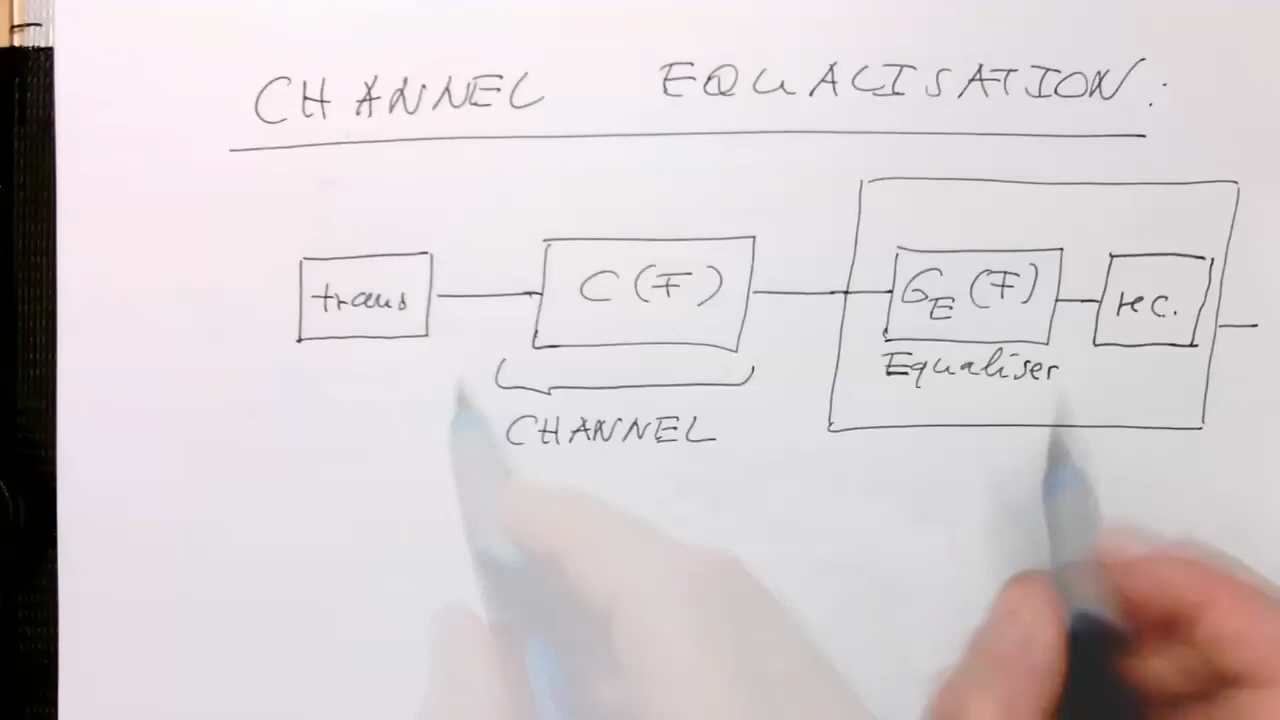 CHANNEL EQUALISATION:
trans C(F) G_E(F) rec.
Equaliser
CHANNEL